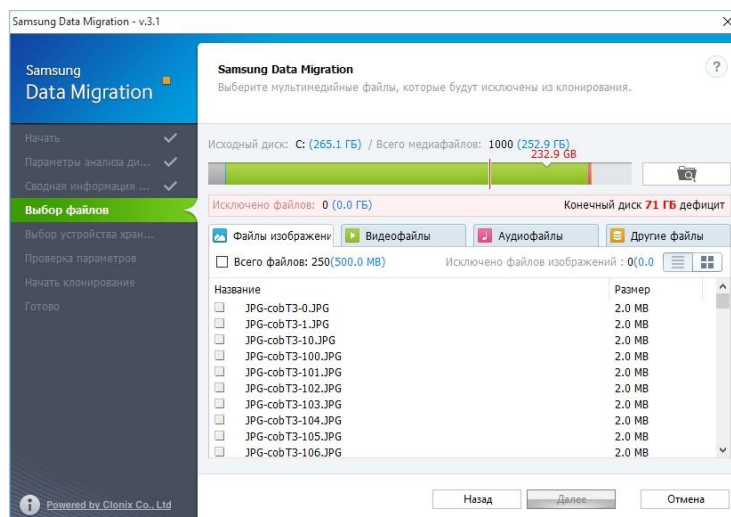 Samsung Data Migration - v.3.1
Samsung
Data Migration
Samsung Data Migration
Выберите мультимедийные файлы, которые будут исключены из клонирования.
?
Начать
Параметры анализа ди...
Сводная информация ...
Выбор файлов
Выбор устройства хран...
Проверка параметров
Начать клонирование
Готово
Исходный диск: C: (265.1 ГБ) / Всего медиафайлов: 1000 (252.9 ГБ)
232.9 GB
Исключено файлов: 0 (0.0 ГБ) Конечный диск 71 ГБ дефицит
Файлы изображени Видеофайлы Аудиофайлы Другие файлы
Всего файлов: 250(500.0 MB) Исключено файлов изображений : 0(0.0
Название Размер
JPG-cobT3-0.JPG 2.0 MB
JPG-cobT3-1.JPG 2.0 MB
JPG-cobT3-10.JPG 2.0 MB
JPG-cobT3-100.JPG 2.0 MB
JPG-cobT3-101.JPG 2.0 MB
JPG-cobT3-102.JPG 2.0 MB
JPG-cobT3-103.JPG 2.0 MB
JPG-cobT3-104.JPG 2.0 MB
JPG-cobT3-105.JPG 2.0 MB
JPG-cobT3-106.JPG 2.0 MB
Powered by Clonix Co., Ltd
Назад Далее Отмена